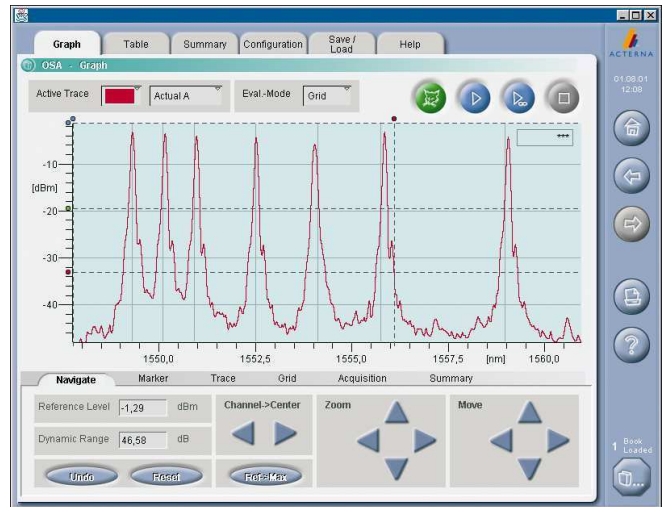 Graph Table Summary Configuration Save / Load Help
ACTERNA
OSA - Graph
01.08.01
12:08
Active Trace Actual A Eval.-Mode Grid
***
-10
[dBm]
-20
-30
-40
1550,0 1552,5 1555,0 1557,5 [nm] 1560,0
Navigate Marker Trace Grid Acquisition Summary
Reference Level -1,29 dBm Channel->Center Zoom Move
Dynamic Range 46,58 dB
1 Book Loaded
Undo Reset Ref->Max